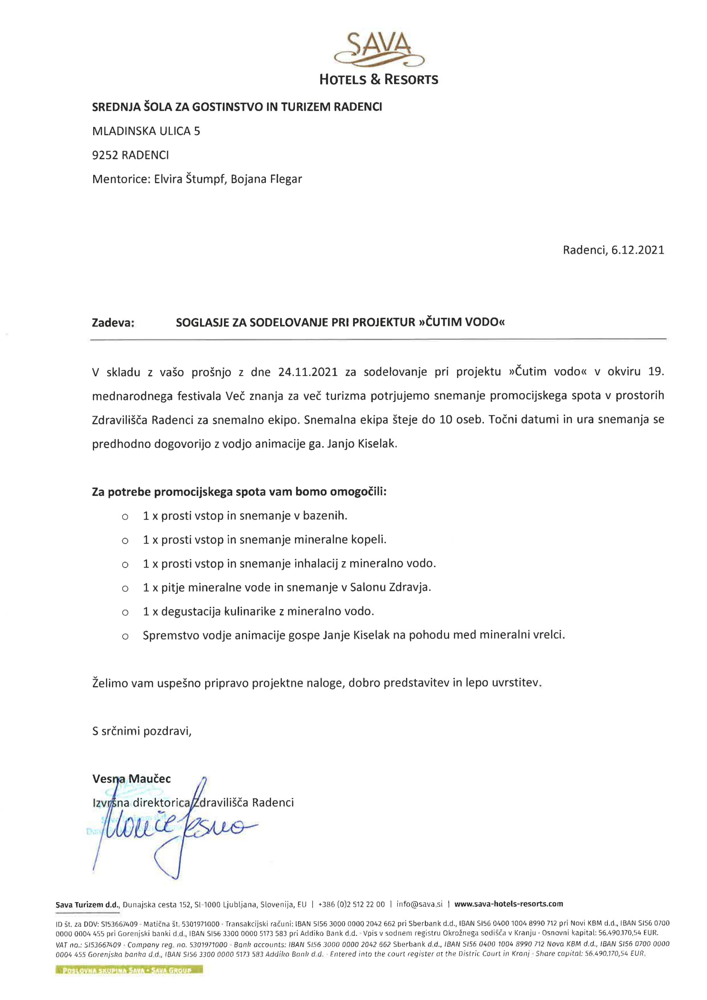 SAVA
HOTELS & RESORTS
SREDNJA ŠOLA ZA GOSTINSTVO IN TURIZEM RADENCI
MLADINSKA ULICA 5
9252 RADENCI
Mentorice: Elvira Štumpf, Bojana Flegar
Radenci, 6.12.2021
Zadeva: SOGLASJE ZA SODELOVANJE PRI PROJEKTUR »ČUTIM VODO«
V skladu z vašo prošnjo z dne 24.11.2021 za sodelovanje pri projektu »Čutim vodo« v okviru 19.
mednarodnega festivala Več znanja za več turizma potrjujemo snemanje promocijskega spota v prostorih
Zdravilišča Radenci za snemalno ekipo. Snemalna ekipa šteje do 10 oseb. Točni datumi in ura snemanja se
predhodno dogovorijo z vodjo animacije ga. Janjo Kiselak.
Za potrebe promocijskega spota vam bomo omogočili:
o 1 x prosti vstop in snemanje v bazenih.
o 1 x prosti vstop in snemanje mineralne kopeli.
o 1 x prosti vstop in snemanje inhalacij z mineralno vodo.
o 1 x pitje mineralne vode in snemanje v Salonu Zdravja.
o 1 x degustacija kulinarike z mineralno vodo.
o Spremstvo vodje animacije gospe Janje Kiselak na pohodu med mineralni vrelci.
Želimo vam uspešno pripravo projektne naloge, dobro predstavitev in lepo uvrstitev.
S srčnimi pozdravi,
Vesna Maučec
Izvršna direktorica Zdravilišča Radenci
Sava Turizem d.d., Dunajska cesta 152, SI-1000 Ljubljana, Slovenija, EU | +386 (0)2 512 22 00 | info@sava.si | www.sava-hotels-resorts.com
ID št. za DDV: SI53667409 · Matična št. 5301971000 · Transakcijski računi: IBAN SI56 3000 0000 2042 662 pri Sberbank d.d., IBAN SI56 0400 1004 8990 712 pri Novi KBM d.d., IBAN SI56 0700
0000 0004 455 pri Gorenjski banki d.d., IBAN SI56 3300 0000 5173 583 pri Addiko Bank d.d. · Vpis v sodnem registru Okrožnega sodišča v Kranju · Osnovni kapital: 56.490.170,54 EUR.
VAT no.: SI53667409 · Company reg. no. 5301971000 · Bank accounts: IBAN SI56 3000 0000 2042 662 Sberbank d.d., IBAN SI56 0400 1004 8990 712 Nova KBM d.d., IBAN SI56 0700 0000
0004 455 Gorenjska banka d.d., IBAN SI56 3300 0000 5173 583 Addiko Bank d.d. · Entered into the court register at the Distric Court in Kranj · Share capital: 56.490.170,54 EUR.
POSLOVNA SKUPINA SAVA · SAVA GROUP